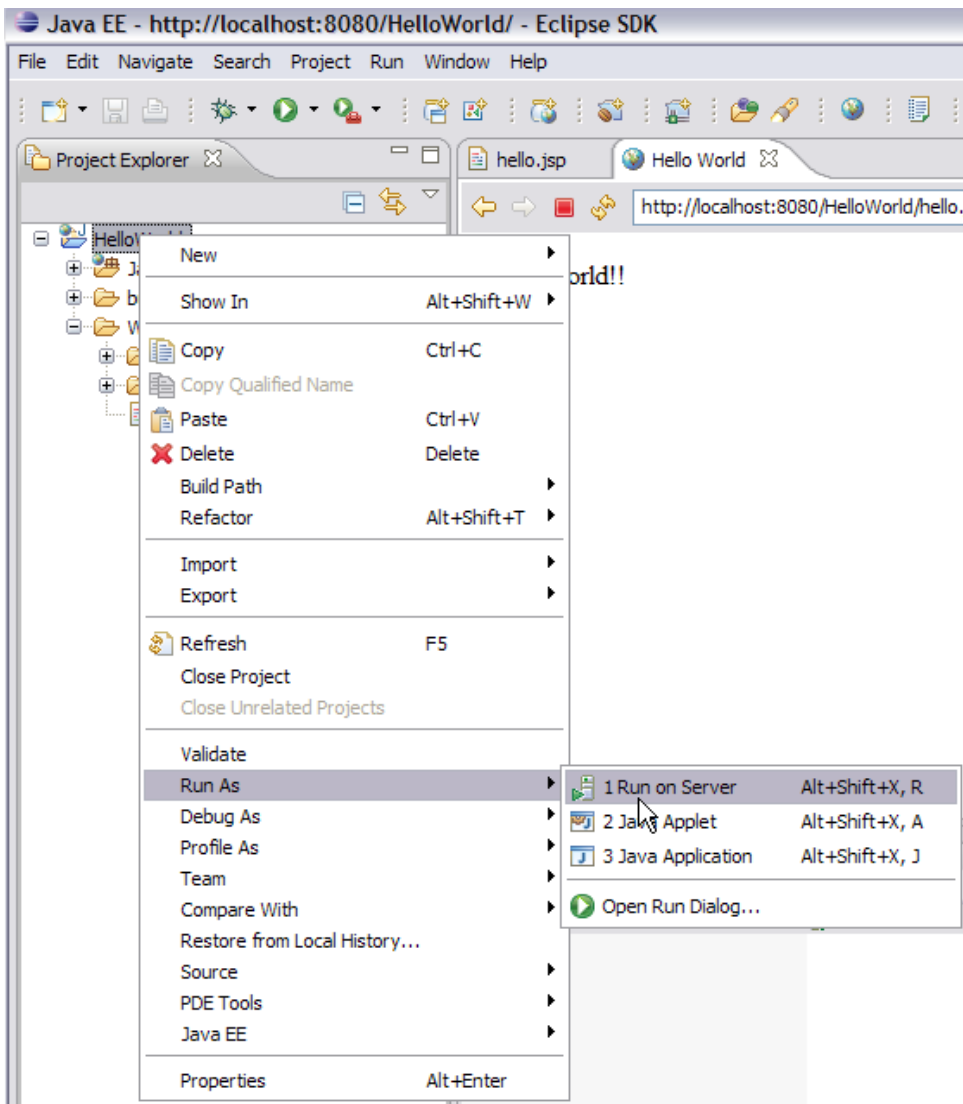 Java EE - http://localhost:8080/HelloWorld/ - Eclipse SDK
File Edit Navigate Search Project Run Window Help
Project Explorer
hello.jsp
Hello World
http://localhost:8080/HelloWorld/hello.
New
orld!!
Show In Alt+Shift+W
Copy Ctrl+C
Copy Qualified Name
Paste Ctrl+V
Delete Delete
Build Path
Refactor Alt+Shift+T
Import
Export
Refresh F5
Close Project
Close Unrelated Projects
Validate
Run As
Debug As
Profile As
Team
Compare With
Restore from Local History...
Source
PDE Tools
Java EE
Properties Alt+Enter
1 Run on Server Alt+Shift+X, R
2 Java Applet Alt+Shift+X, A
3 Java Application Alt+Shift+X, J
Open Run Dialog...